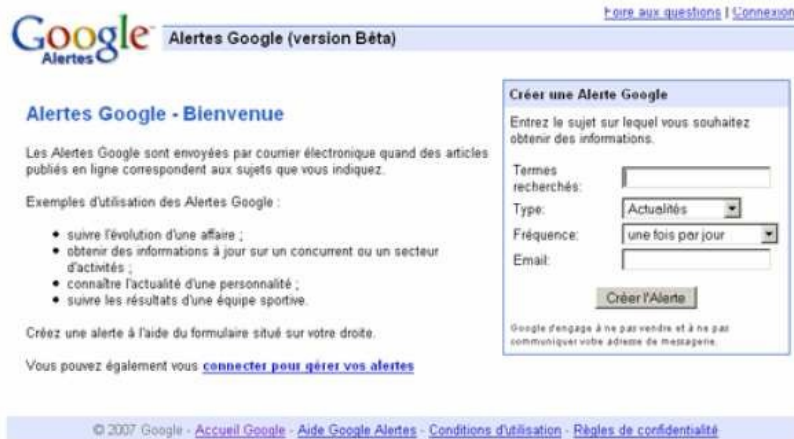 Foire aux questions | Connexion
Google
Alertes
Alertes Google (version Bêta)
Alertes Google - Bienvenue
Les Alertes Google sont envoyées par courrier électronique quand des articles
publiés en ligne correspondent aux sujets que vous indiquez.
Exemples d'utilisation des Alertes Google :
• suivre l'évolution d'une affaire ;
• obtenir des informations à jour sur un concurrent ou un secteur
d'activités ;
• connaître l'actualité d'une personnalité ;
• suivre les résultats d'une équipe sportive.
Créez une alerte à l'aide du formulaire situé sur votre droite.
Vous pouvez également vous connecter pour gérer vos alertes
Créer une Alerte Google
Entrez le sujet sur lequel vous souhaitez
obtenir des informations.
Termes
recherchés:
Type: Actualités
Fréquence: une fois par jour
Email:
Créer l'Alerte
Google d'engage à ne pas vendre et à ne pas
communiquer votre adresse de messagerie.
© 2007 Google - Accueil Google - Aide Google Alertes - Conditions d'utilisation - Règles de confidentialité